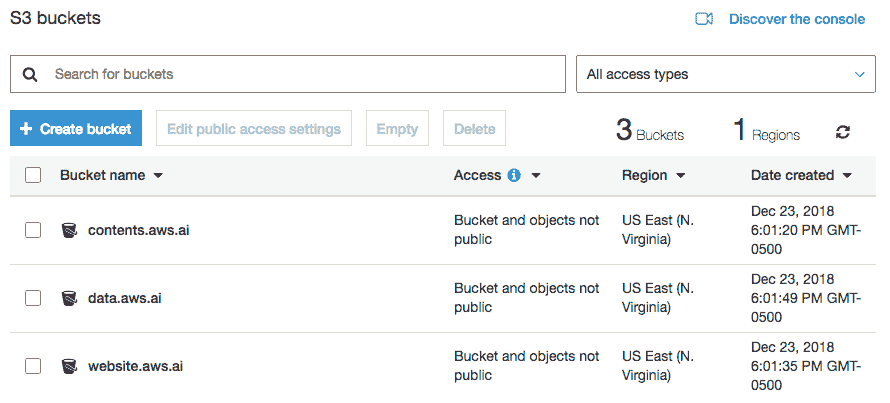 S3 buckets
Discover the console
Search for buckets
All access types
+ Create bucket
Edit public access settings
Empty
Delete
3 Buckets
1 Regions
Bucket name
Access
Region
Date created
contents.aws.ai
Bucket and objects not
public
US East (N.
Virginia)
Dec 23, 2018
6:01:20 PM GMT-
0500
data.aws.ai
Bucket and objects not
public
US East (N.
Virginia)
Dec 23, 2018
6:01:49 PM GMT-
0500
website.aws.ai
Bucket and objects not
public
US East (N.
Virginia)
Dec 23, 2018
6:01:35 PM GMT-
0500